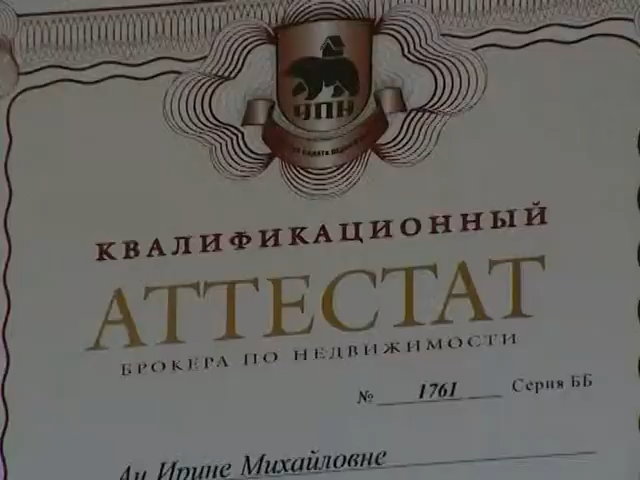 УПН
КВАЛИФИКАЦИОННЫЙ
АТТЕСТАТ
БРОКЕРА ПО НЕДВИЖИМОСТИ
№ 1761 Серия ББ
Ан Ирине Михайловне